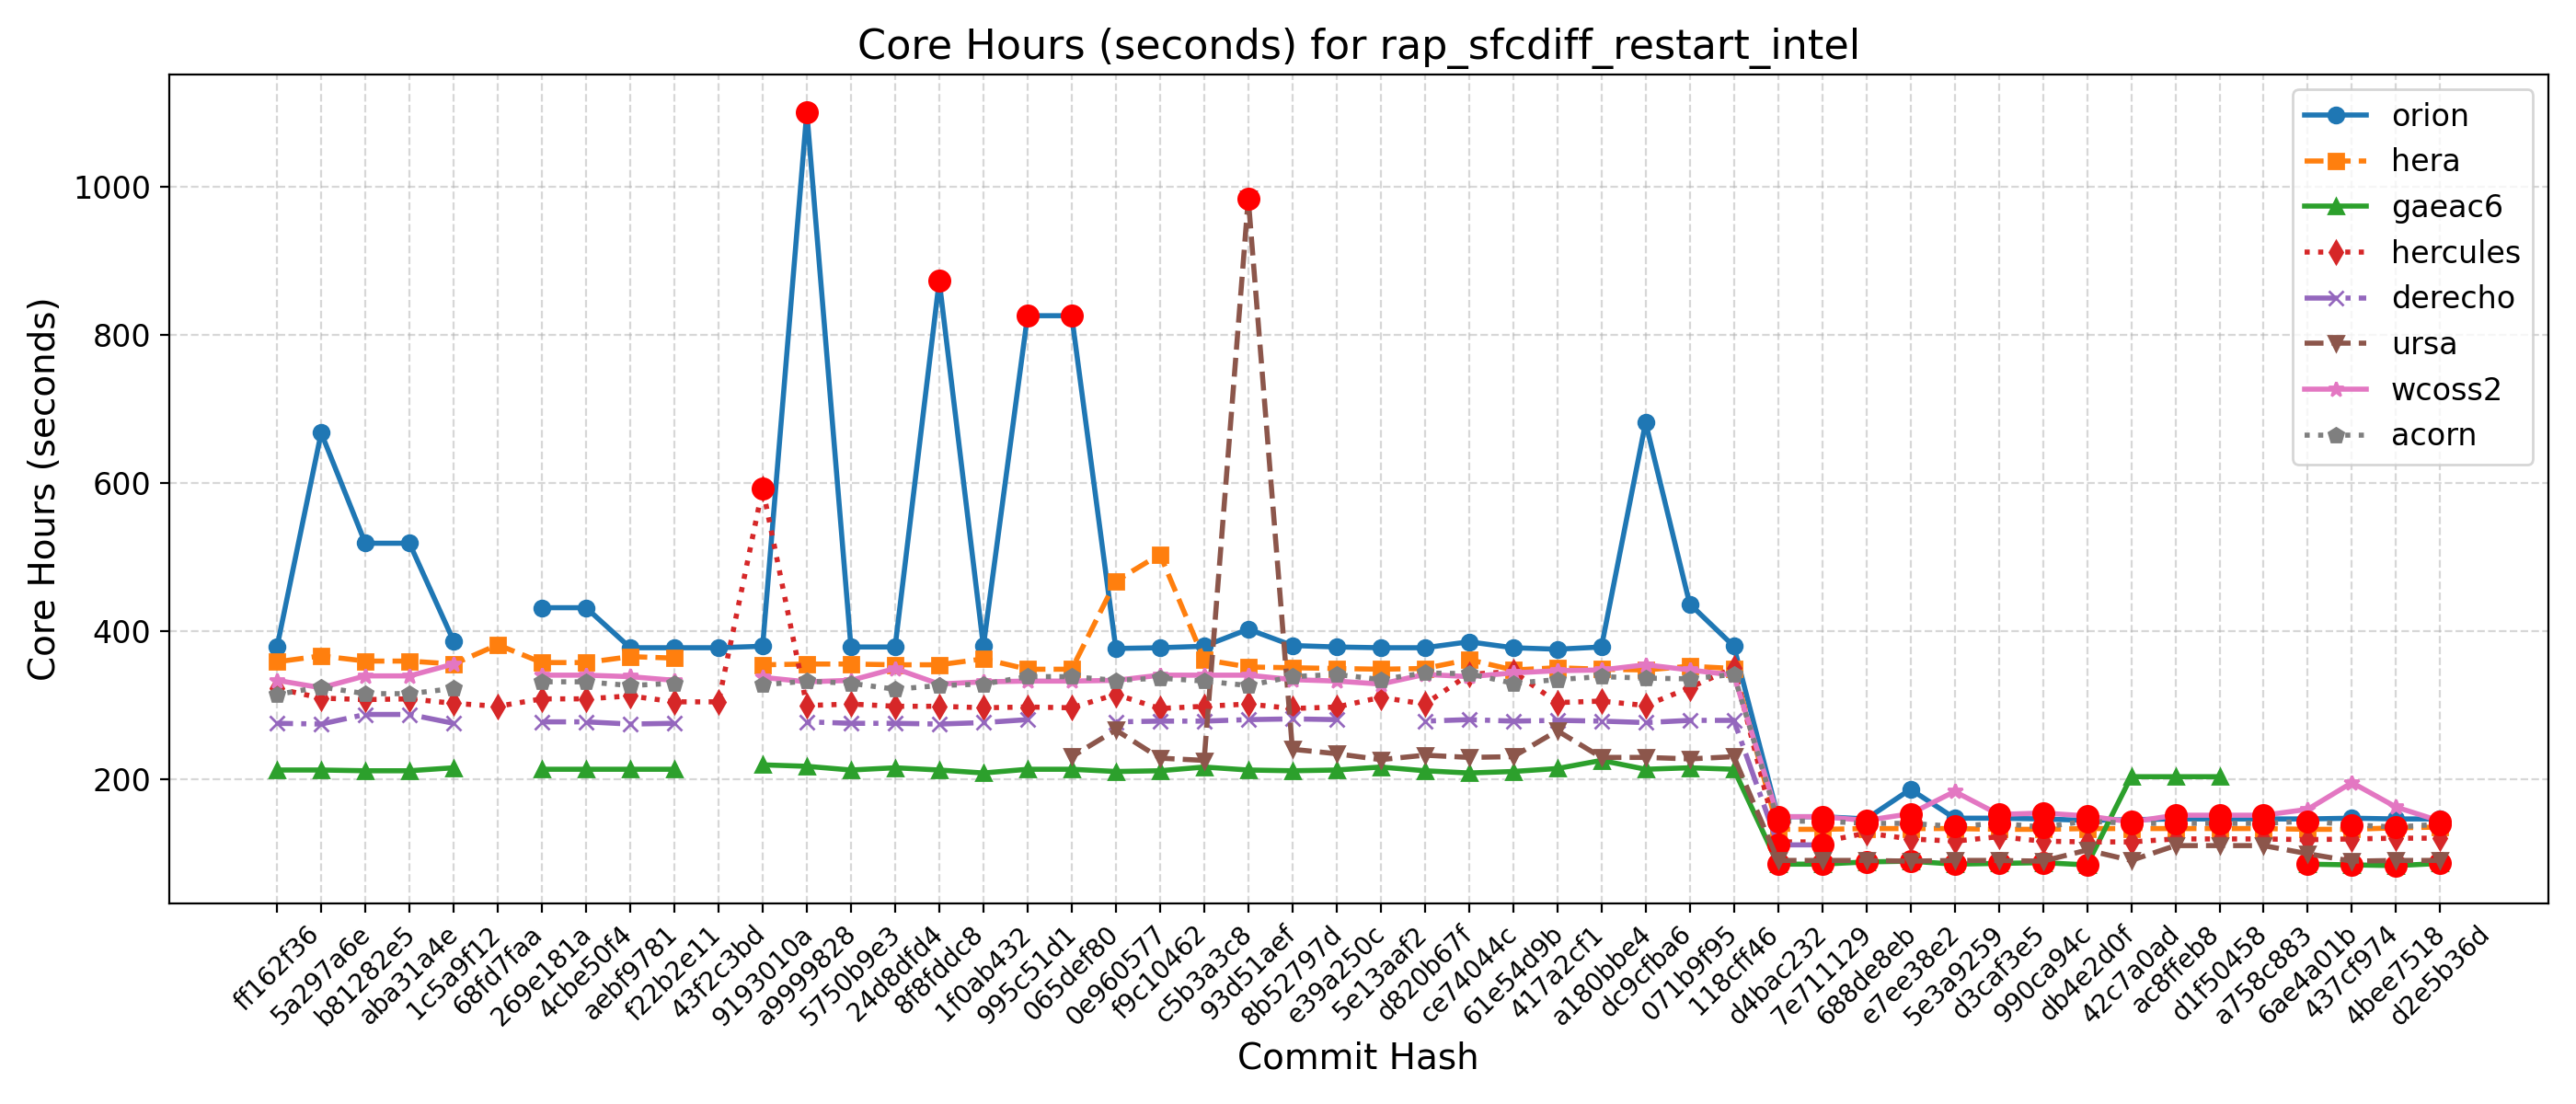 Core Hours (seconds) for rap_sfcdiff_restart_intel
Core Hours (seconds)
1000
800
600
400
200
orion
hera
gaeac6
hercules
derecho
ursa
wcoss2
acorn
ff162f36
5a297a6e
b81282e5
aba31a4e
1c5a9f12
68fd7faa
269e181a
4cbe50f4
aebf9781
f22b2e11
43f2c3bd
9193010a
a9999828
5750b9e3
24d8dfd4
8f8fddc8
1f0ab432
995c51d1
065def80
0e960577
f9c10462
c5b3a3c8
93d51aef
8b52797d
e39a250c
5e13aaf2
d820b67f
ce74044c
61e54d9b
417a2cf1
a180bbe4
dc9cfba6
071b9f95
118cff46
d4bac232
7e711129
688de8eb
e7ee38e2
5e3a9259
d3caf3e5
990ca94c
db4e2d0f
42c7a0ad
ac8ffeb8
d1f50458
a758c883
6ae4a01b
437cf974
4bee7518
d2e5b36d
Commit Hash